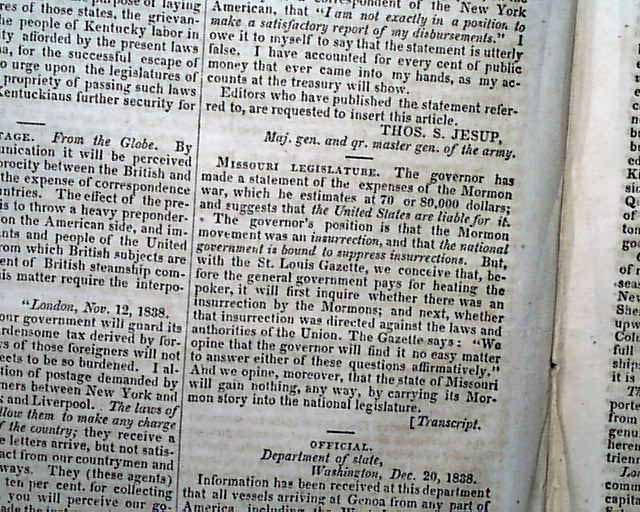 purpose of laying
res of those states, the grievan-
he people of Kentucky labor in
ity afforded by the present laws
a, for the successful escape of
o urge upon the legislatures of
propriety of passing such laws
Kentuckians further security for
TAGE. From the Globe. By
unication it will be perceived
procity between the British and
the expense of correspondence
untries. The effect of the pre-
is to throw a heavy preponder-
on the American side, and im-
nts and people of the United
rom which British subjects are
ent of British steamship com-
is matter require the interpo-
"London, Nov. 12, 1838.
our government will guard its
rdensome tax derived by for-
s of those foreigners will not
ects to be so burdened. I al-
tion of postage demanded by
mers between New York and
and Liverpool. The laws of
llow them to make any charge
f the country; they receive a
e letters arrive, but not satis-
act from our countrymen and
ways. They (these agents)
ten per cent. for collecting
you will perceive our go-
correspondent of the New York
American, that "I am not exactly in a position to
make a satisfactory report of my disbursements." I
owe it to myself to say that the statement is utterly
false. I have accounted for every cent of public
money that ever came into my hands, as my ac-
counts at the treasury will show.
Editors who have published the statement refer-
red to, are requested to insert this article.
THOS. S. JESUP,
Maj. gen. and qr. master gen. of the army.
MISSOURI LEGISLATURE. The governor has
made a statement of the expenses of the Mormon
war, which he estimates at 70 or 80,000 dollars;
and suggests that the United States are liable for it.
The governor's position is that the Mormon
movement was an insurrection, and that the national
government is bound to suppress insurrections. But,
with the St. Louis Gazette, we conceive that, be-
fore the general government pays for heating the
poker, it will first inquire whether there was an
insurrection by the Mormons; and next, whether
that insurrection was directed against the laws and
authorities of the Union. The Gazette says: "We
opine that the governor will find it no easy matter
to answer either of these questions affirmatively."
And we opine, moreover, that the state of Missouri
will gain nothing, any way, by carrying its Mor-
mon story into the national legislature.
[Transcript.
OFFICIAL.
Department of state,
Washington, Dec. 20, 1838.
Information has been received at this department
that all vessels arriving at Genoa from any part of
America, including the